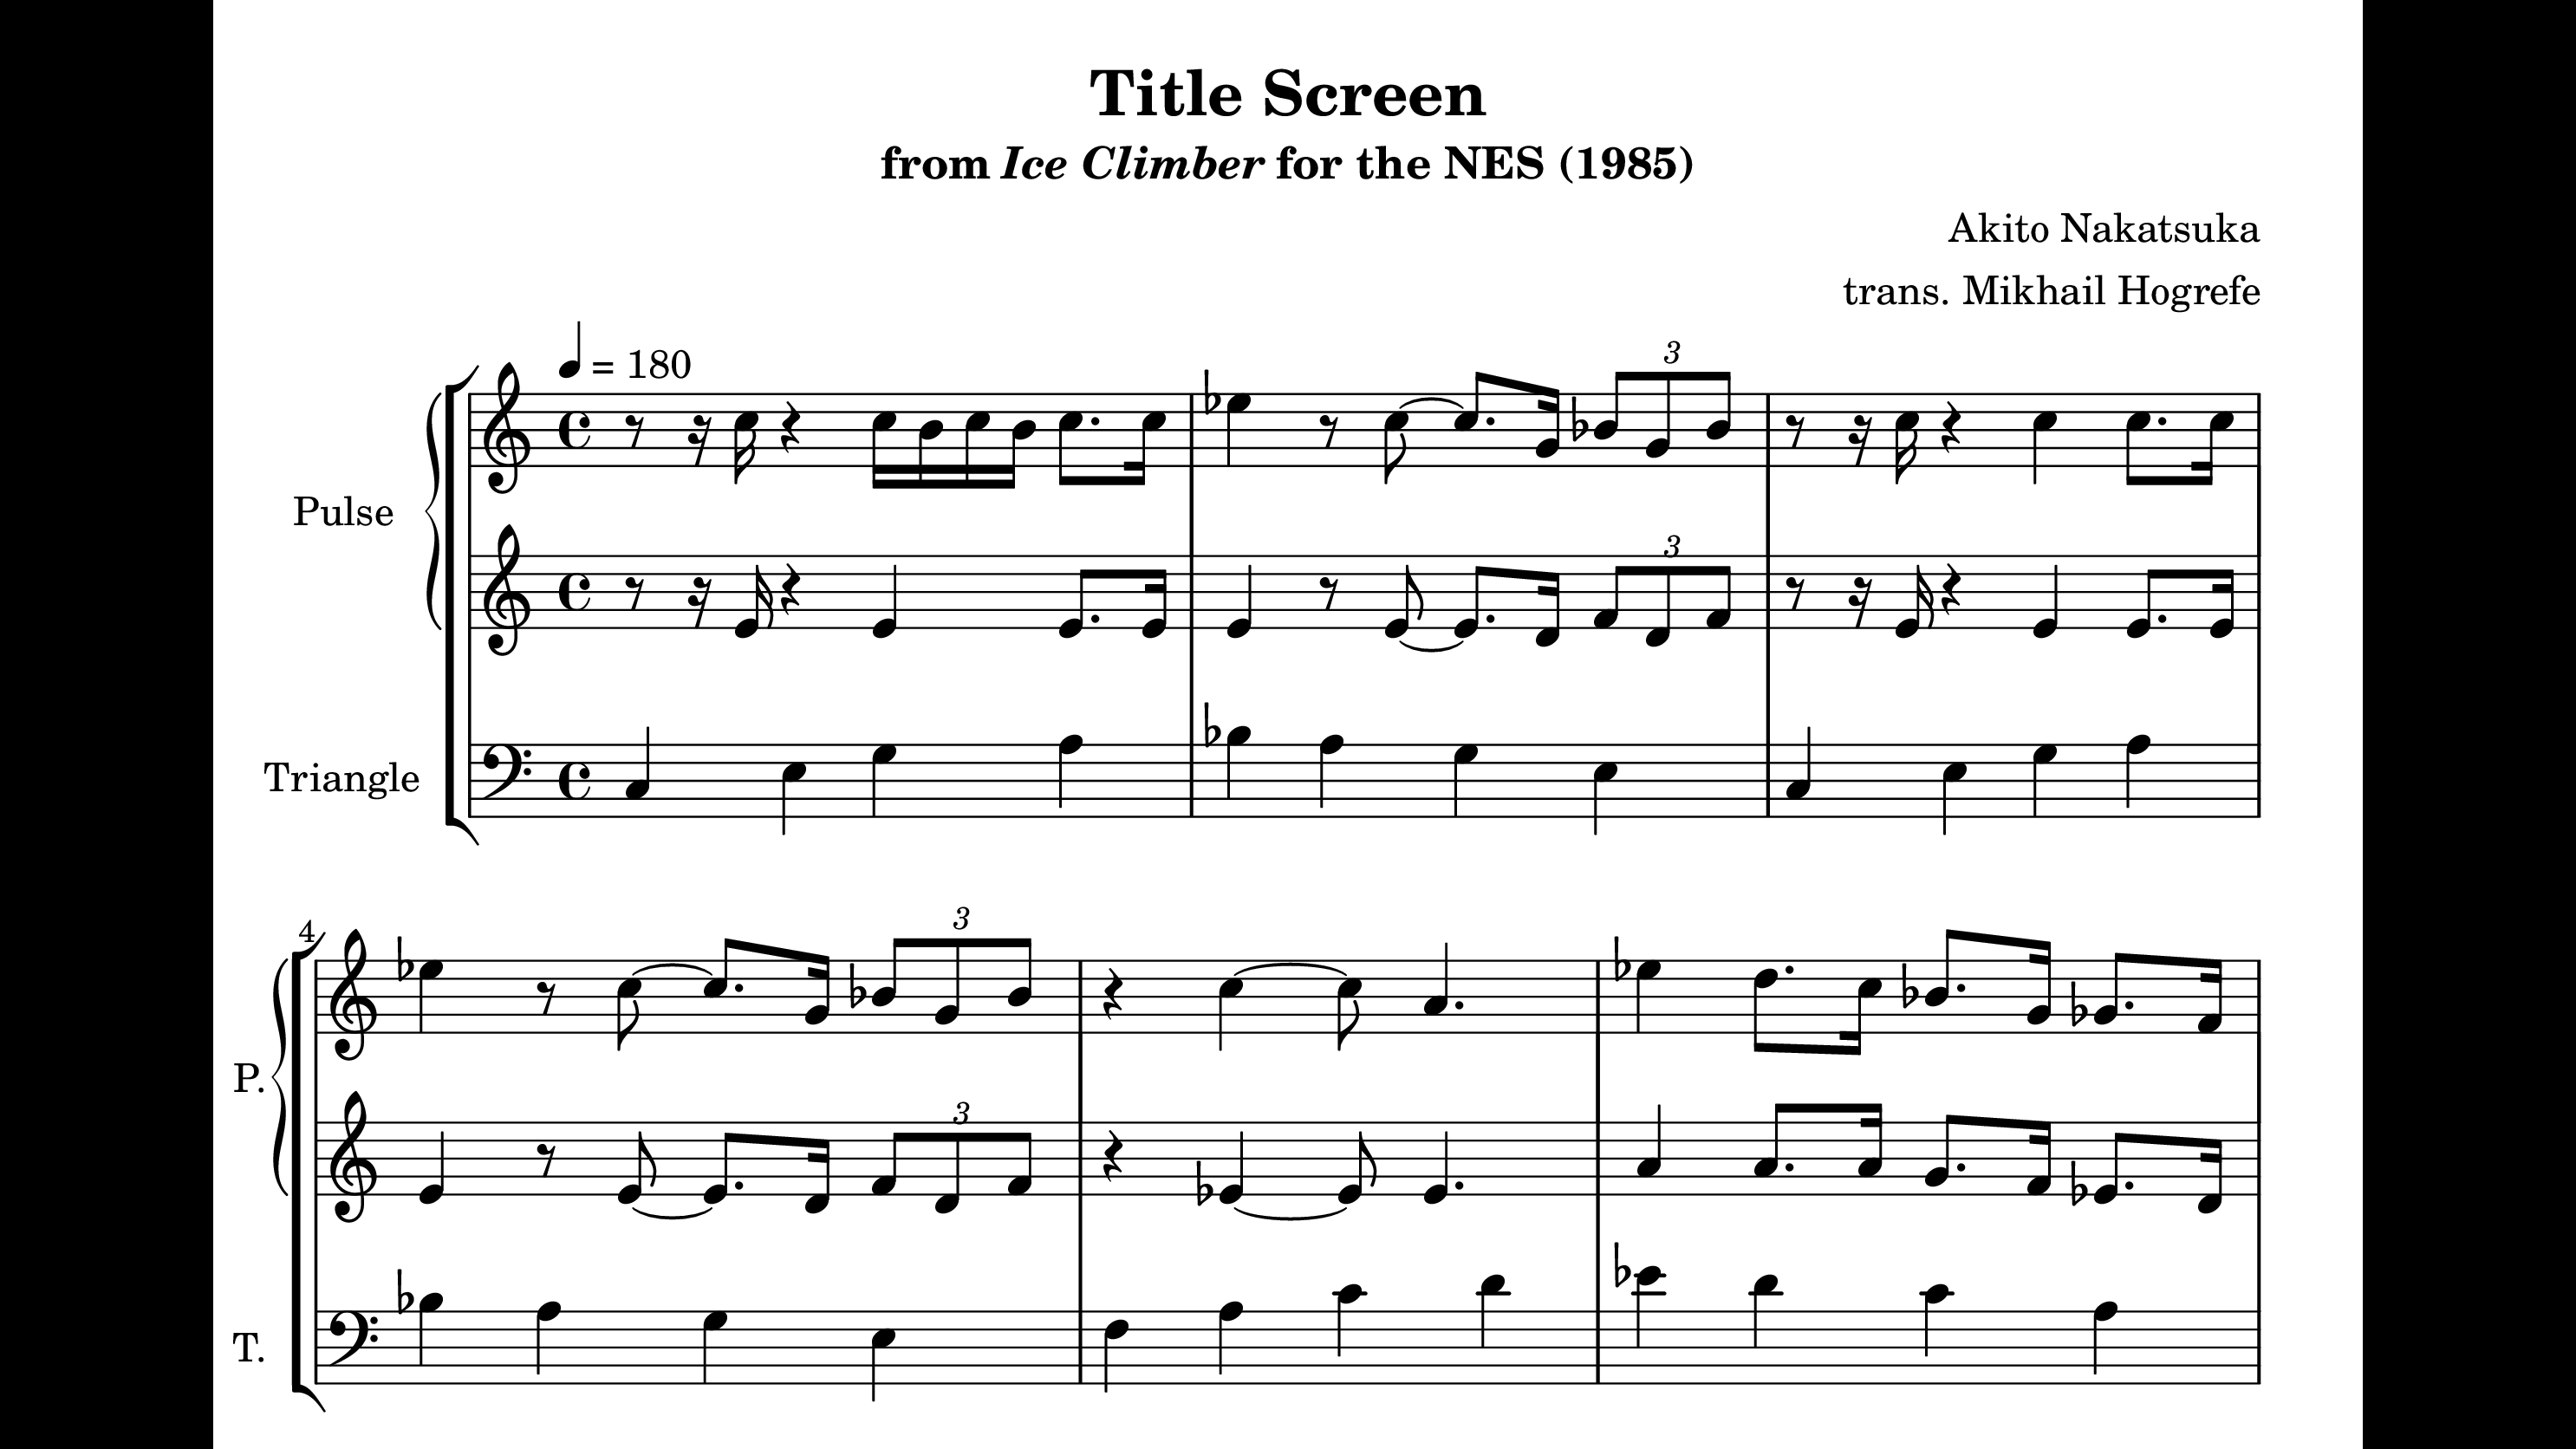 Title Screen
from Ice Climber for the NES (1985)
Akito Nakatsuka
trans. Mikhail Hogrefe
= 180
3
Pulse
3
Triangle
4
3
P.
3
T.